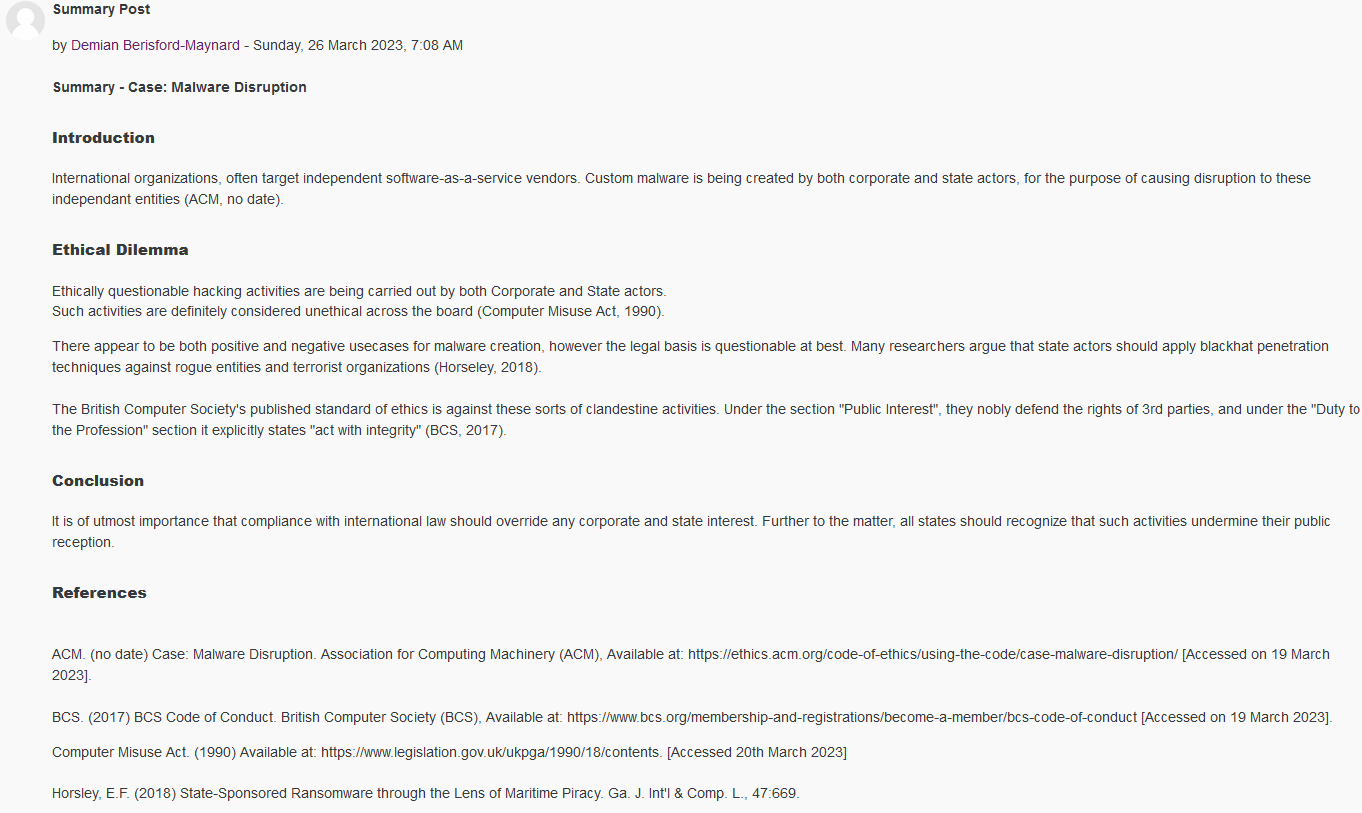 Summary Post
by Demian Berisford-Maynard - Sunday, 26 March 2023, 7:08 AM
Summary - Case: Malware Disruption
Introduction
International organizations, often target independent software-as-a-service vendors. Custom malware is being created by both corporate and state actors, for the purpose of causing disruption to these
independant entities (ACM, no date).
Ethical Dilemma
Ethically questionable hacking activities are being carried out by both Corporate and State actors.
Such activities are definitely considered unethical across the board (Computer Misuse Act, 1990).
There appear to be both positive and negative usecases for malware creation, however the legal basis is questionable at best. Many researchers argue that state actors should apply blackhat penetration
techniques against rogue entities and terrorist organizations (Horseley, 2018).
The British Computer Society's published standard of ethics is against these sorts of clandestine activities. Under the section "Public Interest", they nobly defend the rights of 3rd parties, and under the "Duty to
the Profession" section it explicitly states "act with integrity" (BCS, 2017).
Conclusion
It is of utmost importance that compliance with international law should override any corporate and state interest. Further to the matter, all states should recognize that such activities undermine their public
reception.
References
ACM. (no date) Case: Malware Disruption. Association for Computing Machinery (ACM), Available at: https://ethics.acm.org/code-of-ethics/using-the-code/case-malware-disruption/ [Accessed on 19 March
2023].
BCS. (2017) BCS Code of Conduct. British Computer Society (BCS), Available at: https://www.bcs.org/membership-and-registrations/become-a-member/bcs-code-of-conduct [Accessed on 19 March 2023].
Computer Misuse Act. (1990) Available at: https://www.legislation.gov.uk/ukpga/1990/18/contents. [Accessed 20th March 2023]
Horsley, E.F. (2018) State-Sponsored Ransomware through the Lens of Maritime Piracy. Ga. J. Int'l & Comp. L., 47:669.